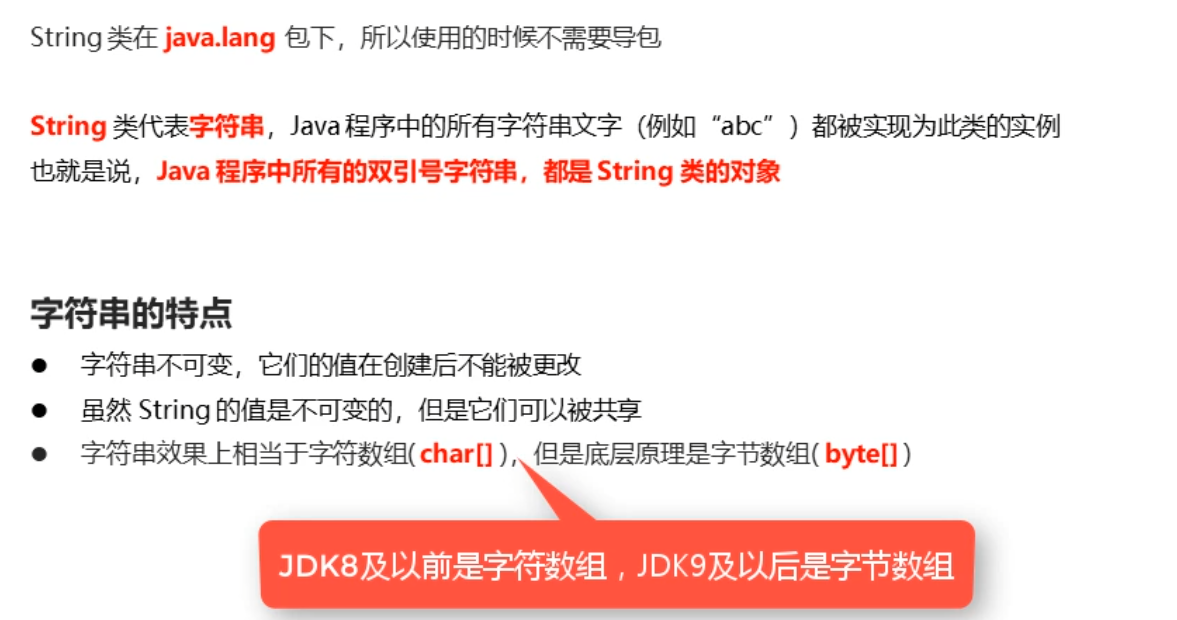 String 类在 java.lang 包下，所以使用的时候不需要导包
String 类代表字符串，Java 程序中的所有字符串文字（例如“abc”）都被实现为此类的实例
也就是说，Java 程序中所有的双引号字符串，都是 String 类的对象
字符串的特点
● 字符串不可变，它们的值在创建后不能被更改
● 虽然 String 的值是不可变的，但是它们可以被共享
● 字符串效果上相当于字符数组( char[] )，但是底层原理是字节数组( byte[] )
JDK8及以前是字符数组，JDK9及以后是字节数组